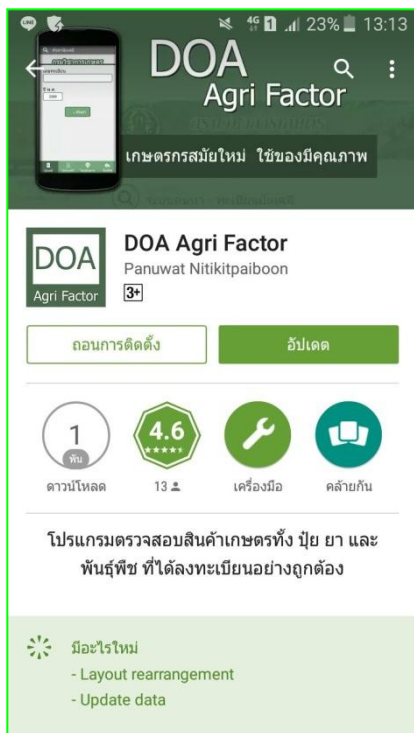 LINE
4G 1 23% 13:13
DOA
Agri Factor
เกษตรกรสมัยใหม่ ใช้ของมีคุณภาพ
DOA
Agri Factor
DOA Agri Factor
Panuwat Nitikitpaiboon
3+
ถอนการติดตั้ง
อัปเดต
1
พัน
4.6
ดาวน์โหลด
13
เครื่องมือ
คล้ายกัน
โปรแกรมตรวจสอบสินค้าเกษตรทั้ง ปุ๋ย ยา และ
พันธุ์พืช ที่ได้ลงทะเบียนอย่างถูกต้อง
มีอะไรใหม่
- Layout rearrangement
- Update data